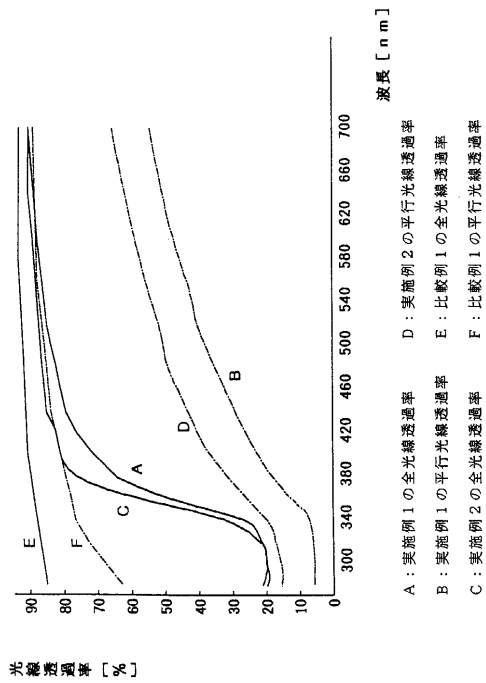 光線透過率[%]
90
80
70
60
50
40
30
20
10
0
E
F
C
A
D
B
300
340
380
420
460
500
540
580
620
660
700
波長[nm]
A:実施例1の全光線透過率
B:実施例1の平行光線透過率
C:実施例2の全光線透過率
D:実施例2の平行光線透過率
E:比較例1の全光線透過率
F:比較例1の平行光線透過率